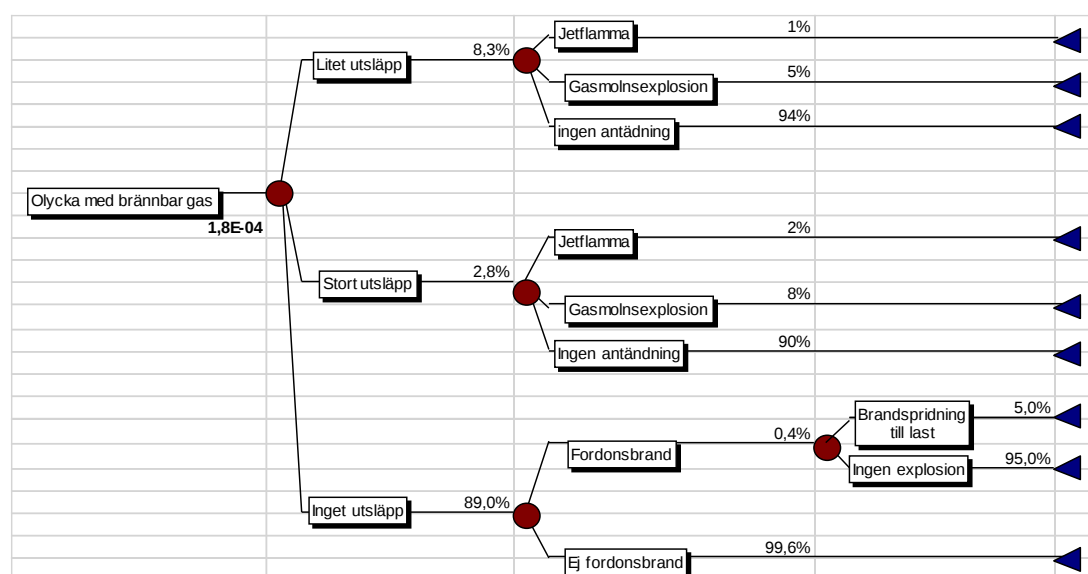 Jetflamma 1%
Litet utsläpp 8,3%
Gasmolnsexplosion 5%
ingen antädning 94%
Olycka med brännbar gas
1,8E-04
Jetflamma 2%
Stort utsläpp 2,8%
Gasmolnsexplosion 8%
Ingen antändning 90%
Brandspridning 5,0%
till last
Fordonsbrand 0,4%
Ingen explosion 95,0%
Inget utsläpp 89,0%
Ej fordonsbrand 99,6%